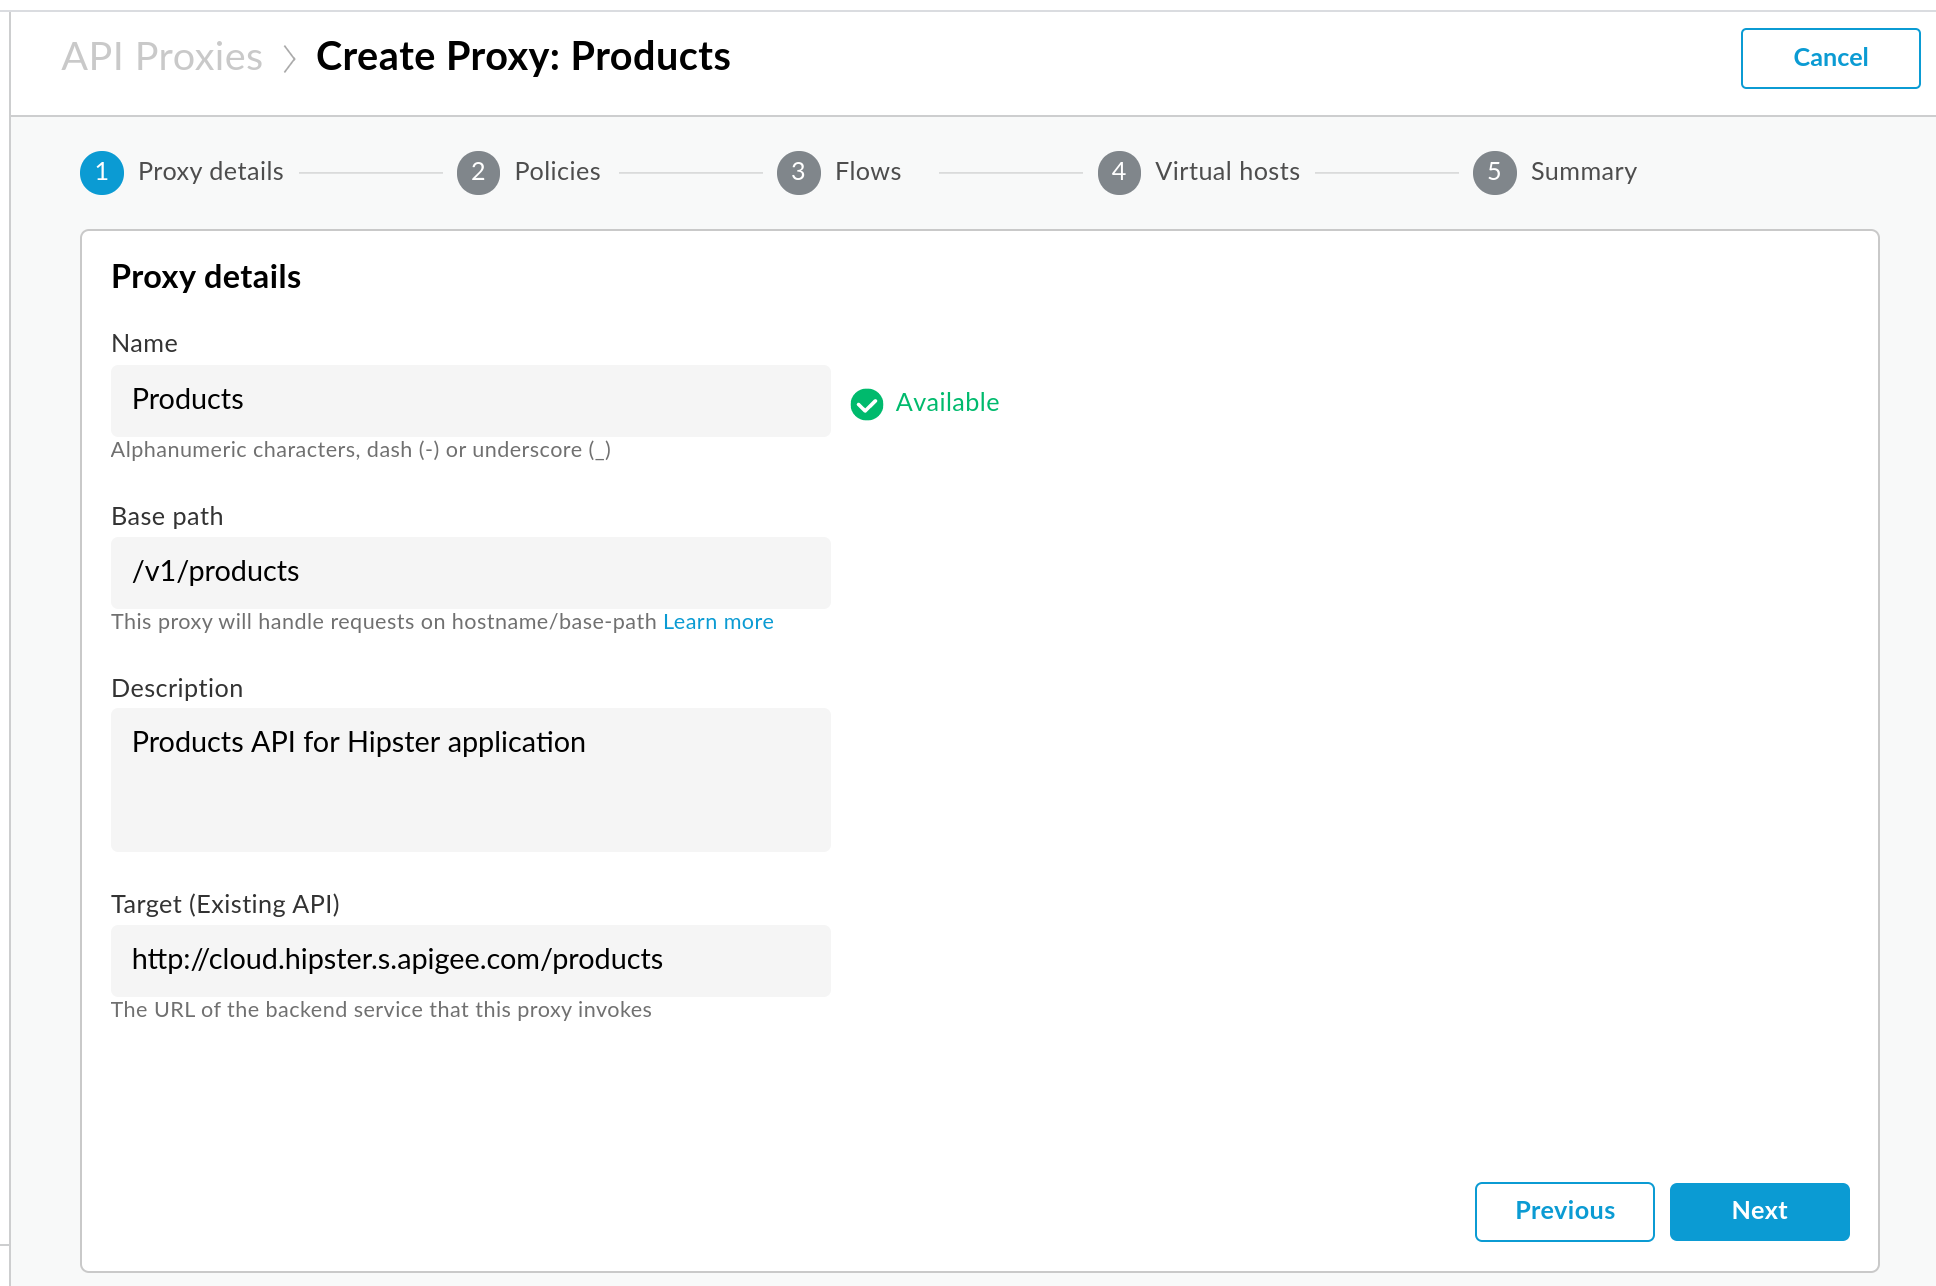 API Proxies > Create Proxy: Products
Cancel
1 Proxy details 2 Policies 3 Flows 4 Virtual hosts 5 Summary
Proxy details
Name
Products
Available
Alphanumeric characters, dash (-) or underscore (_)
Base path
/v1/products
This proxy will handle requests on hostname/base-path Learn more
Description
Products API for Hipster application
Target (Existing API)
http://cloud.hipster.s.apigee.com/products
The URL of the backend service that this proxy invokes
Previous Next